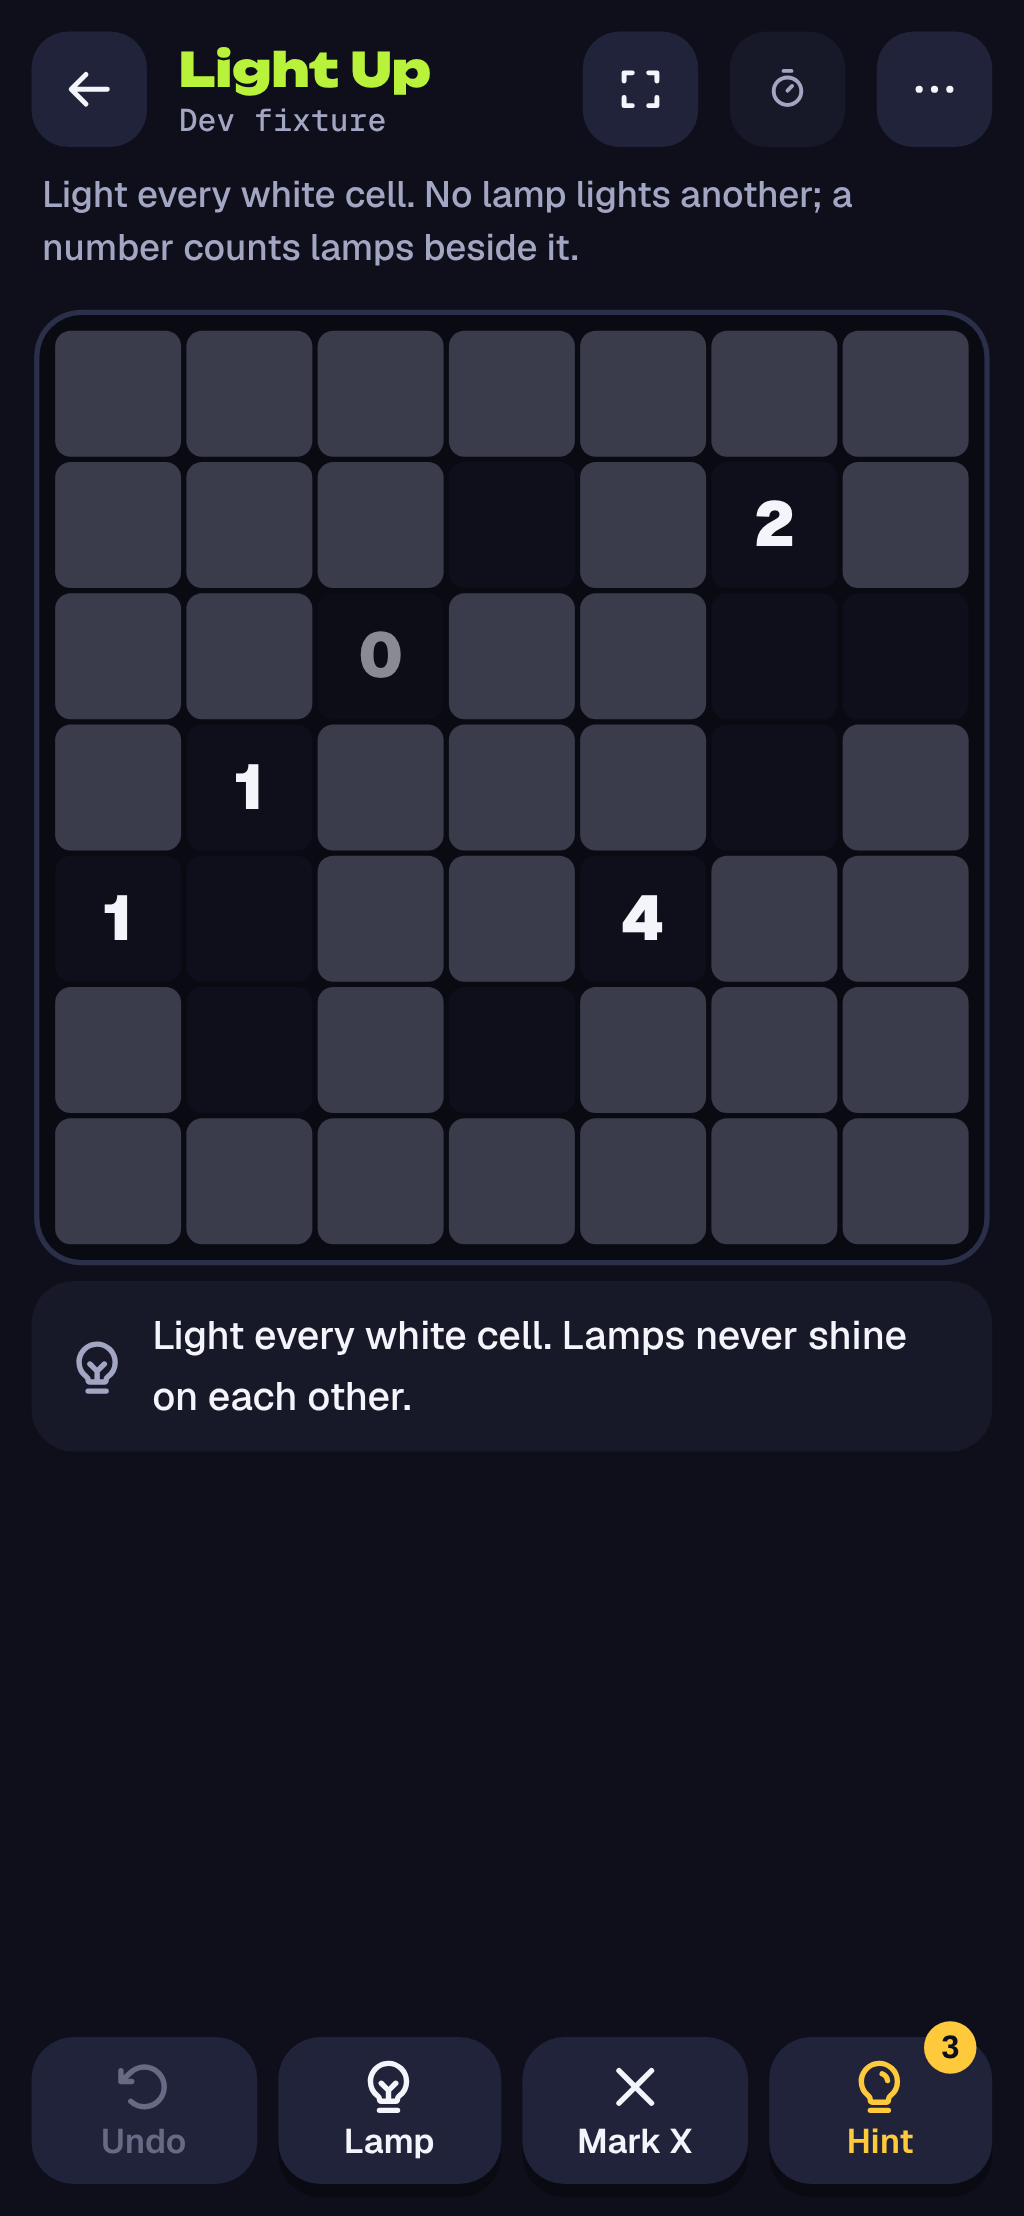 Light Up
Dev fixture
Light every white cell. No lamp lights another; a
number counts lamps beside it.
2
0
1
1 4
Light every white cell. Lamps never shine
on each other.
3
Undo Lamp Mark X Hint